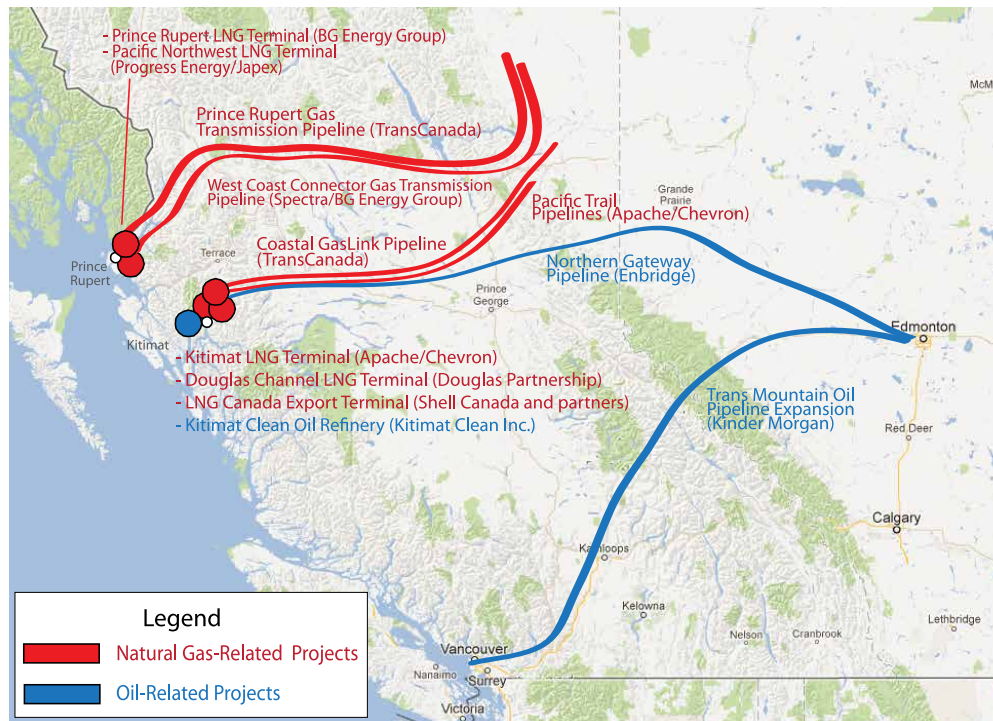 - Prince Rupert LNG Terminal (BG Energy Group)
- Pacific Northwest LNG Terminal
(Progress Energy/Japex)
McM
Prince Rupert Gas
Transmission Pipeline (TransCanada)
West Coast Connector Gas Transmission
Pipeline (Spectra/BG Energy Group)
Grande
Prairie
Pacific Trail
Pipelines (Apache/Chevron)
Coastal GasLink Pipeline
(TransCanada)
Terrace
Prince
Rupert
Northern Gateway
Pipeline (Enbridge)
Prince
George
Kitimat
Edmonton
- Kitimat LNG Terminal (Apache/Chevron)
- Douglas Channel LNG Terminal (Douglas Partnership)
- LNG Canada Export Terminal (Shell Canada and partners)
- Kitimat Clean Oil Refinery (Kitimat Clean Inc.)
Trans Mountain Oil
Pipeline Expansion
(Kinder Morgan)
Red Deer
Calgary
Kamloops
Kelowna
Lethbridge
Nelson
Cranbrook
Vancouver
Nanaimo
Surrey
Victoria
Legend
Natural Gas-Related Projects
Oil-Related Projects